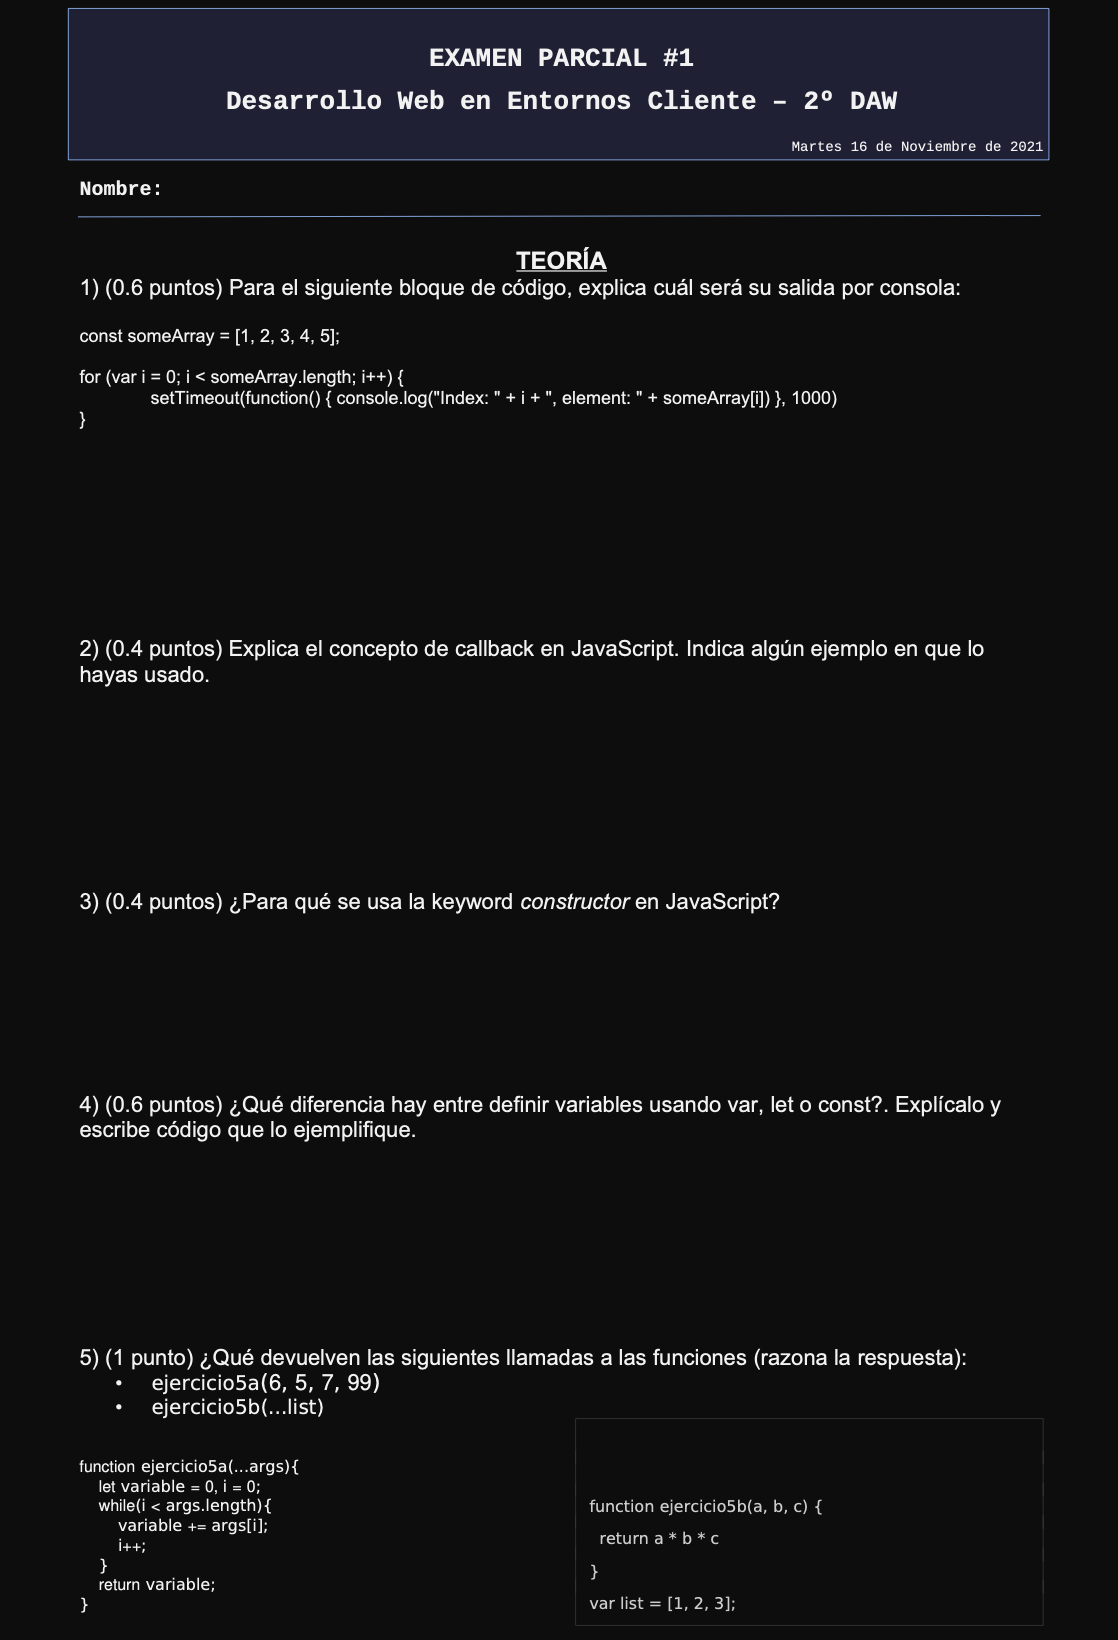 EXAMEN PARCIAL #1
Desarrollo Web en Entornos Cliente – 2º DAW
Martes 16 de Noviembre de 2021
Nombre:
TEORÍA
1) (0.6 puntos) Para el siguiente bloque de código, explica cuál será su salida por consola:
const someArray = [1, 2, 3, 4, 5];
for (var i = 0; i < someArray.length; i++) {
setTimeout(function() { console.log("Index: " + i + ", element: " + someArray[i]) }, 1000)
}
2) (0.4 puntos) Explica el concepto de callback en JavaScript. Indica algún ejemplo en que lo
hayas usado.
3) (0.4 puntos) ¿Para qué se usa la keyword constructor en JavaScript?
4) (0.6 puntos) ¿Qué diferencia hay entre definir variables usando var, let o const?. Explícalo y
escribe código que lo ejemplifique.
5) (1 punto) ¿Qué devuelven las siguientes llamadas a las funciones (razona la respuesta):
• ejercicio5a(6, 5, 7, 99)
• ejercicio5b(...list)
function ejercicio5a(...args){
let variable = 0, i = 0;
while(i < args.length){
variable += args[i];
i++;
}
return variable;
}
function ejercicio5b(a, b, c) {
return a * b * c
}
var list = [1, 2, 3];